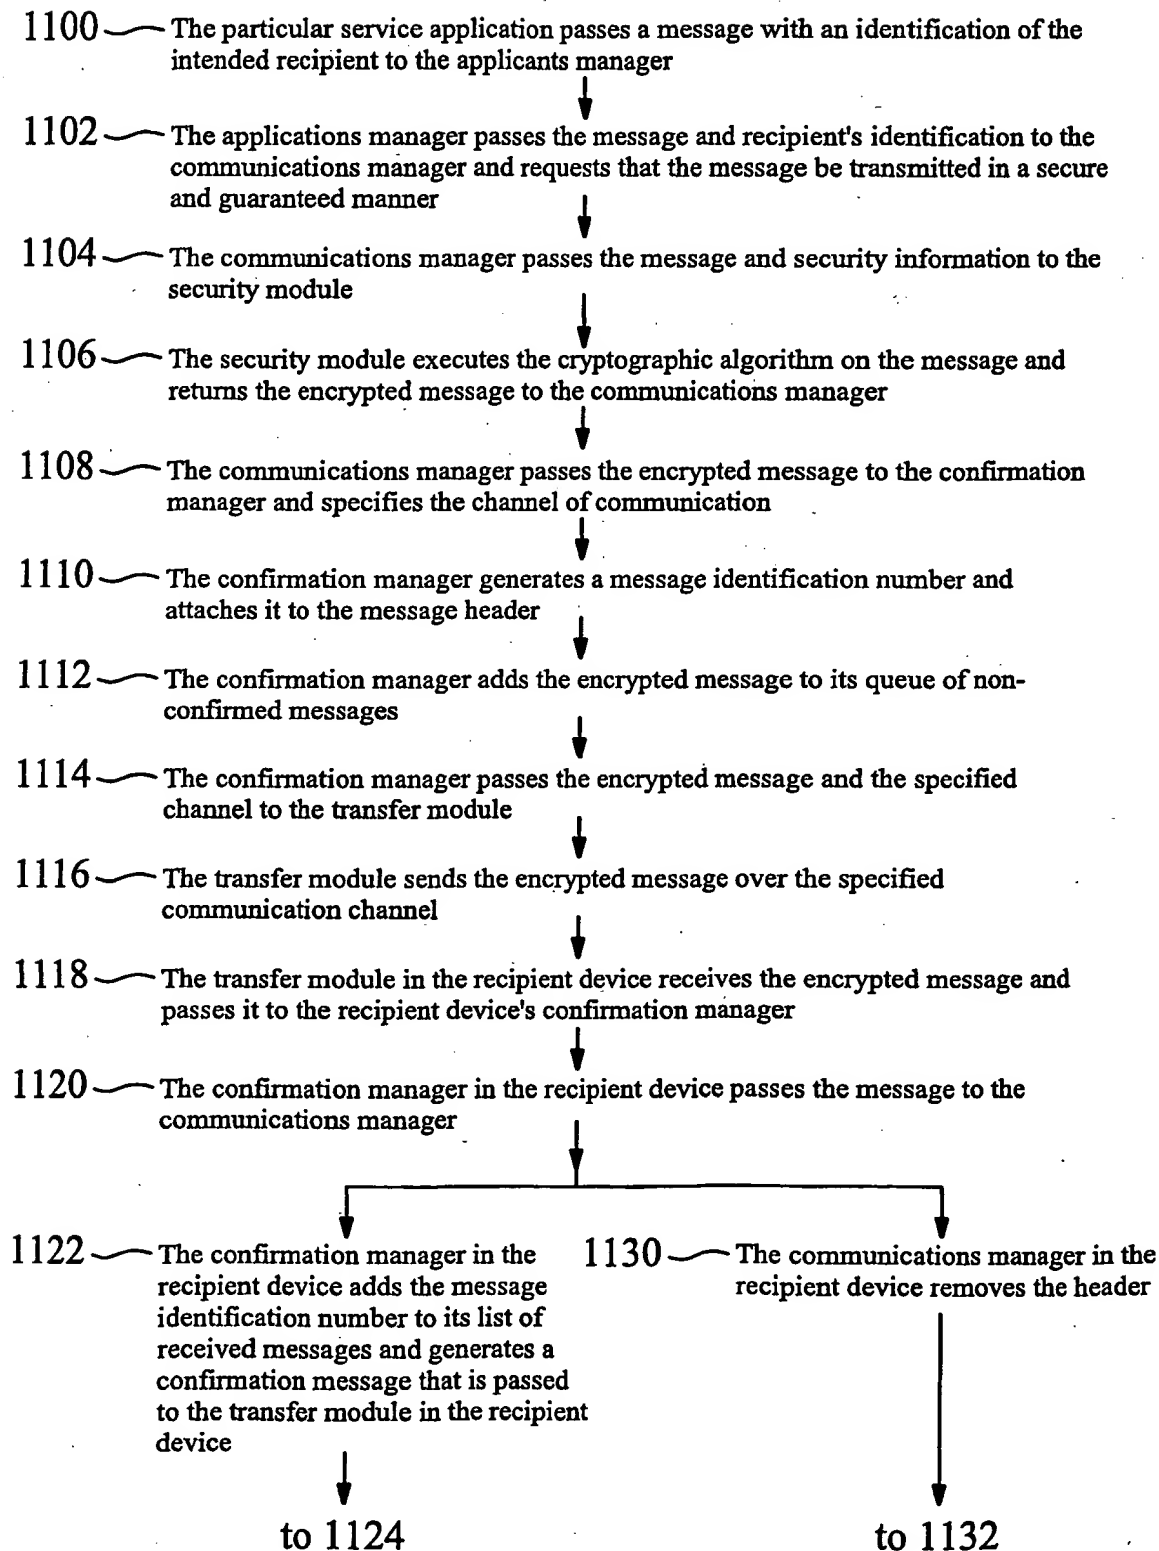 1100 The particular service application passes a message with an identification of the
intended recipient to the applicants manager
1102 The applications manager passes the message and recipient's identification to the
communications manager and requests that the message be transmitted in a secure
and guaranteed manner
1104 The communications manager passes the message and security information to the
security module
1106 The security module executes the cryptographic algorithm on the message and
returns the encrypted message to the communications manager
1108 The communications manager passes the encrypted message to the confirmation
manager and specifies the channel of communication
1110 The confirmation manager generates a message identification number and
attaches it to the message header
1112 The confirmation manager adds the encrypted message to its queue of non-
confirmed messages
1114 The confirmation manager passes the encrypted message and the specified
channel to the transfer module
1116 The transfer module sends the encrypted message over the specified
communication channel
1118 The transfer module in the recipient device receives the encrypted message and
passes it to the recipient device's confirmation manager
1120 The confirmation manager in the recipient device passes the message to the
communications manager
1122 The confirmation manager in the
recipient device adds the message
identification number to its list of
received messages and generates a
confirmation message that is passed
to the transfer module in the recipient
device
to 1124
1130 The communications manager in the
recipient device removes the header
to 1132